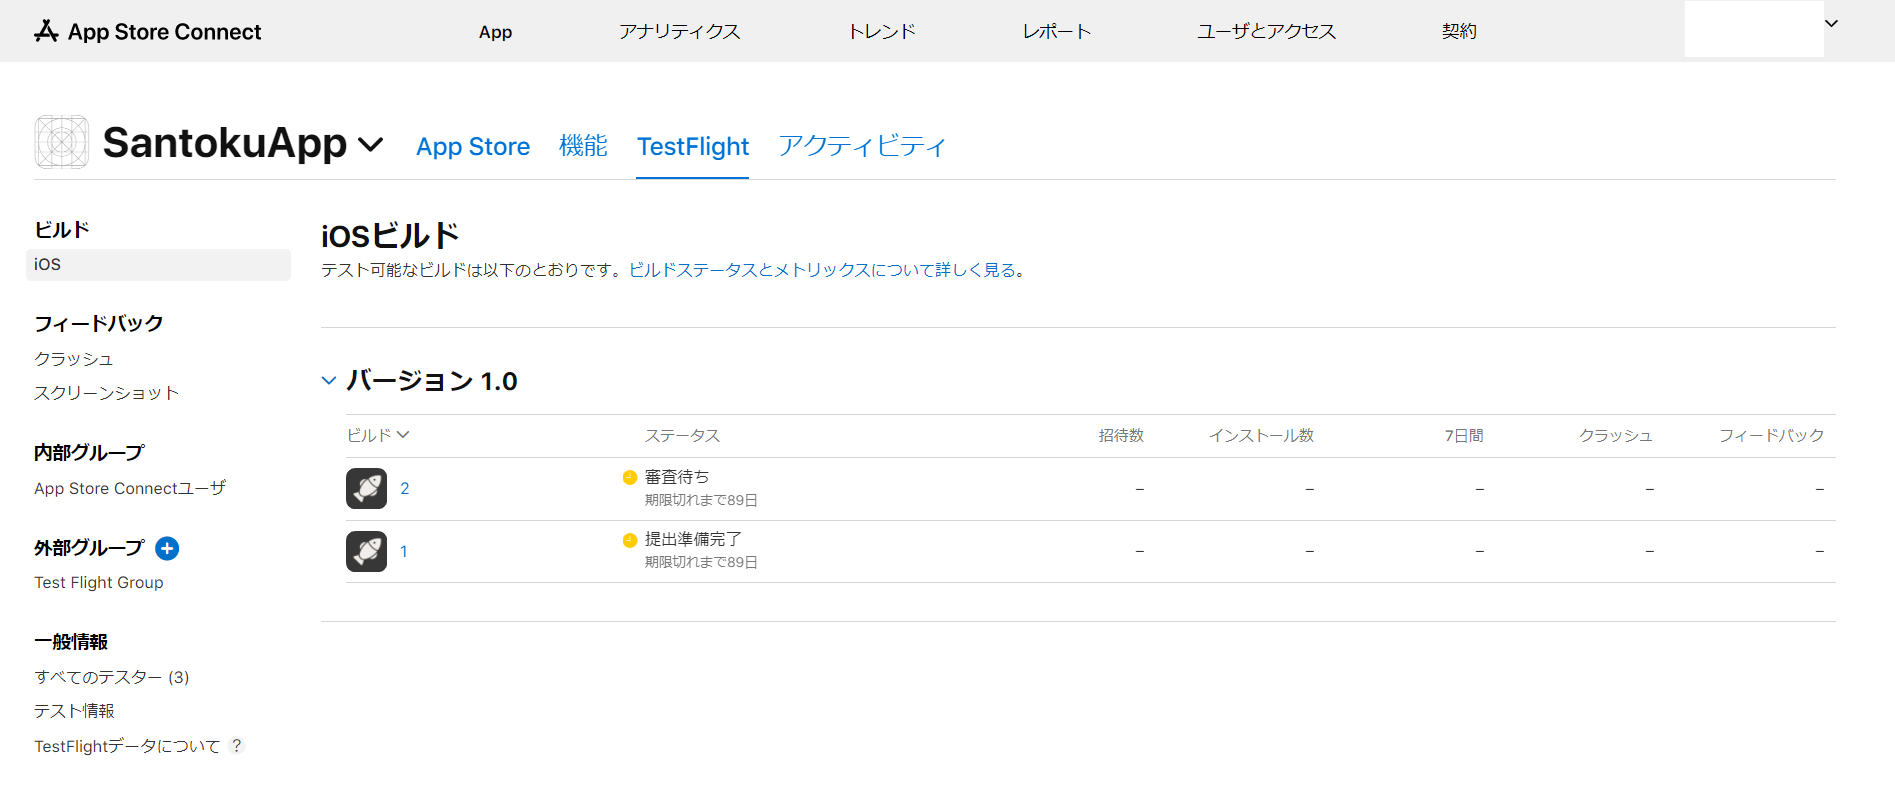 App Store Connect
App
アナリティクス
トレンド
レポート
ユーザとアクセス
契約
SantokuApp
App Store
機能
TestFlight
アクティビティ
ビルド
iOS
フィードバック
クラッシュ
スクリーンショット
内部グループ
App Store Connectユーザ
外部グループ
Test Flight Group
一般情報
すべてのテスター (3)
テスト情報
TestFlightデータについて ?
iOSビルド
テスト可能なビルドは以下のとおりです。ビルドステータスとメトリックスについて詳しく見る。
バージョン 1.0
ビルド ステータス 招待数 インストール数 7日間 クラッシュ フィードバック
2 審査待ち – – – – –
期限切れまで89日
1 提出準備完了 – – – – –
期限切れまで89日